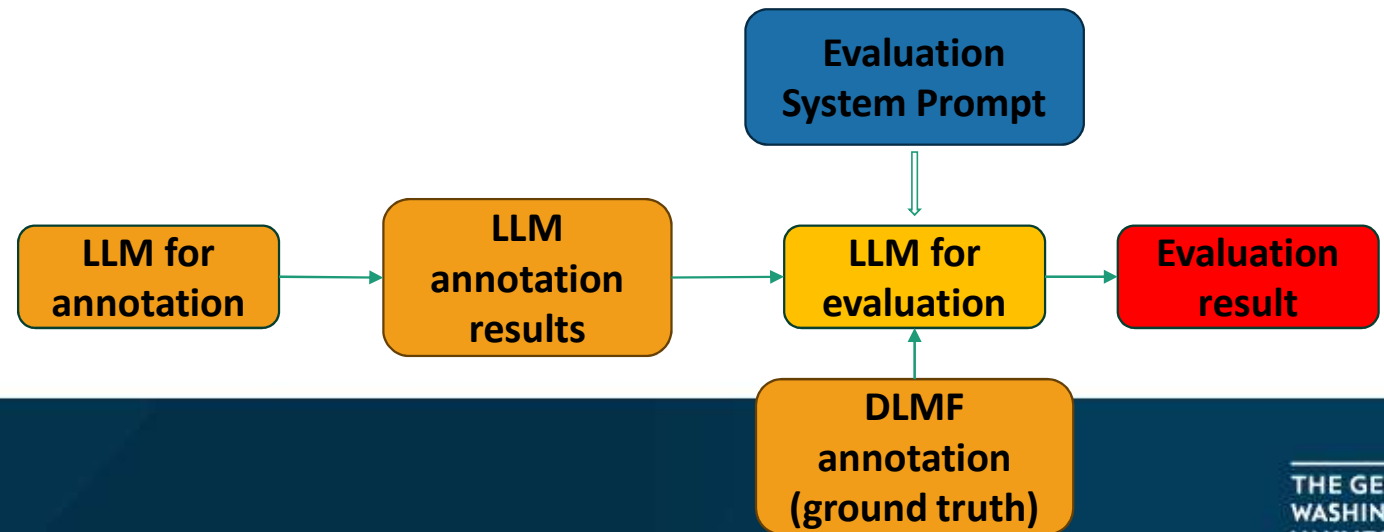 Evaluation
System Prompt
LLM for
annotation
LLM
annotation
results
LLM for
evaluation
Evaluation
result
DLMF
annotation
(ground truth)
THE GE
WASHIN